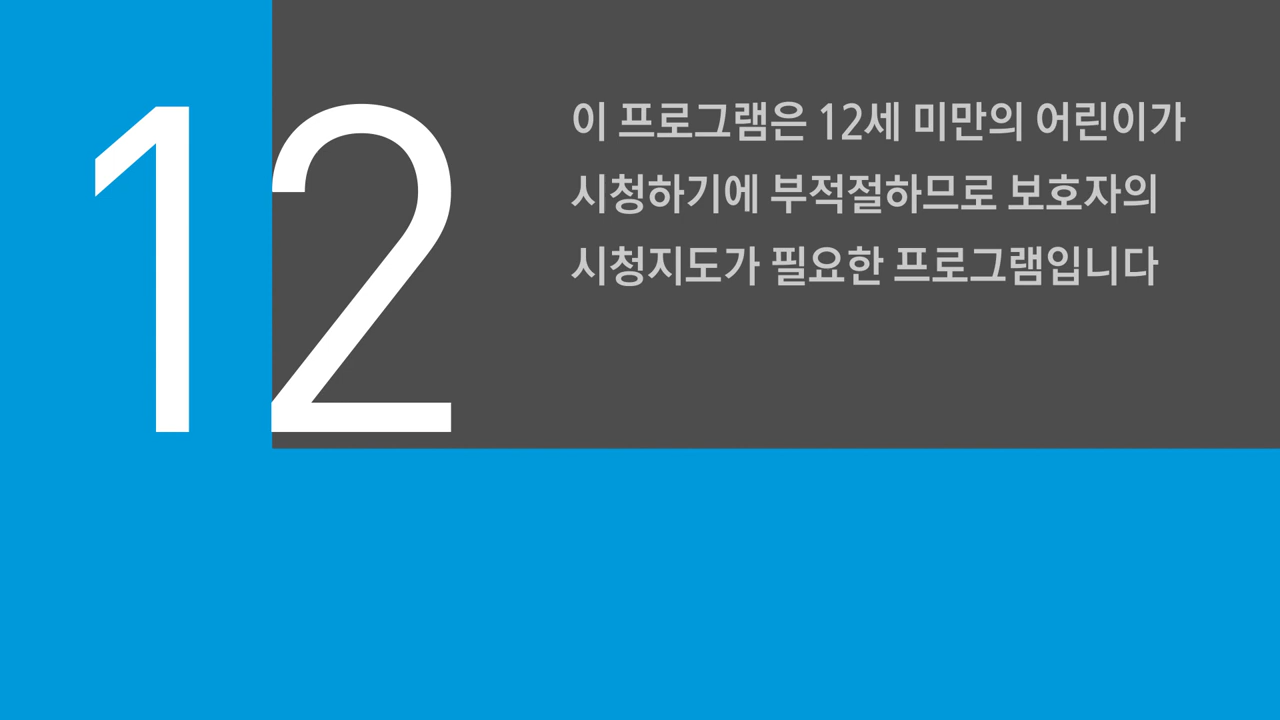 12
이 프로그램은 12세 미만의 어린이가
시청하기에 부적절하므로 보호자의
시청지도가 필요한 프로그램입니다